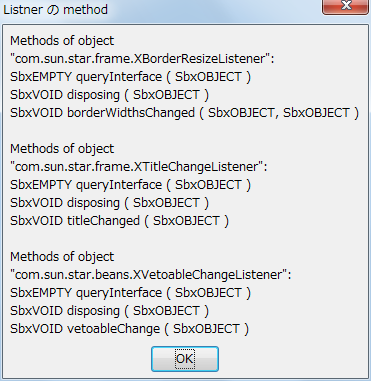 Listner の method
Methods of object
"com.sun.star.frame.XBorderResizeListener":
SbxEMPTY queryInterface ( SbxOBJECT )
SbxVOID disposing ( SbxOBJECT )
SbxVOID borderWidthsChanged ( SbxOBJECT, SbxOBJECT )
Methods of object
"com.sun.star.frame.XTitleChangeListener":
SbxEMPTY queryInterface ( SbxOBJECT )
SbxVOID disposing ( SbxOBJECT )
SbxVOID titleChanged ( SbxOBJECT )
Methods of object
"com.sun.star.beans.XVetoableChangeListener":
SbxEMPTY queryInterface ( SbxOBJECT )
SbxVOID disposing ( SbxOBJECT )
SbxVOID vetoableChange ( SbxOBJECT )
OK